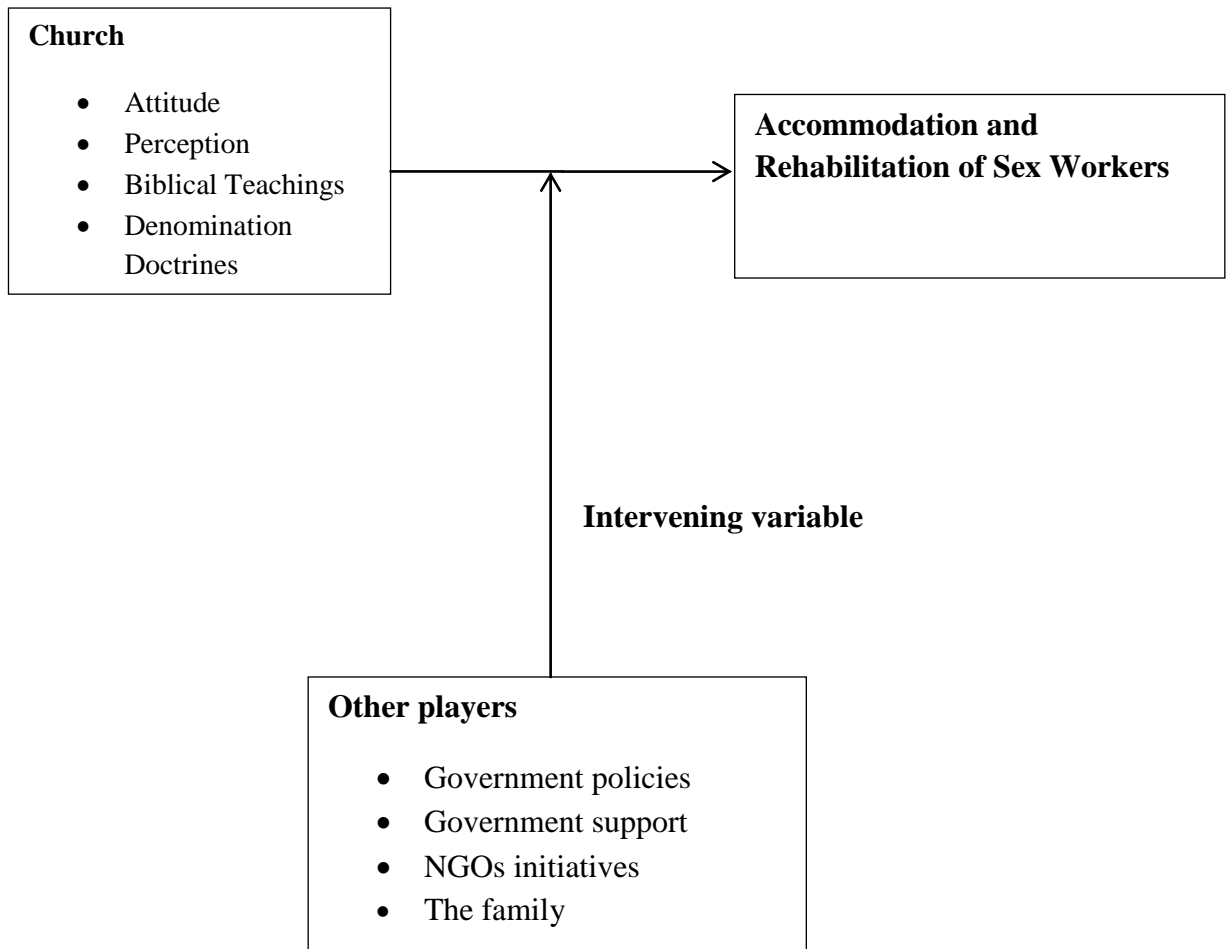 Church
• Attitude
• Perception
• Biblical Teachings
• Denomination
Doctrines
Accommodation and
Rehabilitation of Sex Workers
Intervening variable
Other players
• Government policies
• Government support
• NGOs initiatives
• The family